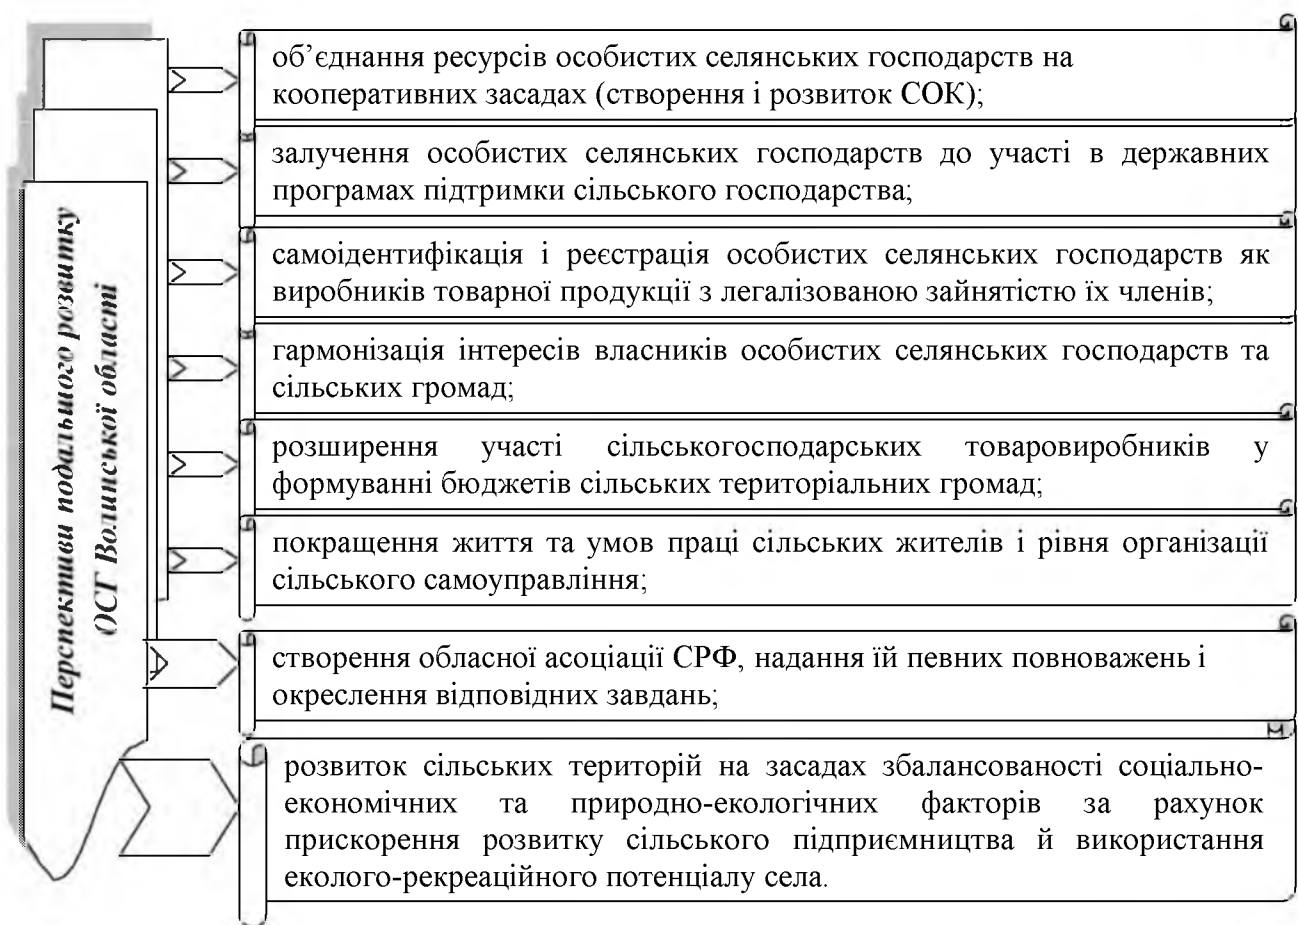 Перспективи подальшого розвитку
ОСГ Волинської області
об’єднання ресурсів особистих селянських господарств на
кооперативних засадах (створення і розвиток СОК);
залучення особистих селянських господарств до участі в державних
програмах підтримки сільського господарства;
самоідентифікація і реєстрація особистих селянських господарств як
виробників товарної продукції з легалізованою зайнятістю їх членів;
гармонізація інтересів власників особистих селянських господарств та
сільських громад;
розширення участі сільськогосподарських товаровиробників у
формуванні бюджетів сільських територіальних громад;
покращення життя та умов праці сільських жителів і рівня організації
сільського самоуправління;
створення обласної асоціації СРФ, надання їй певних повноважень і
окреслення відповідних завдань;
розвиток сільських територій на засадах збалансованості соціально-
економічних та природно-екологічних факторів за рахунок
прискорення розвитку сільського підприємництва й використання
еколого-рекреаційного потенціалу села.